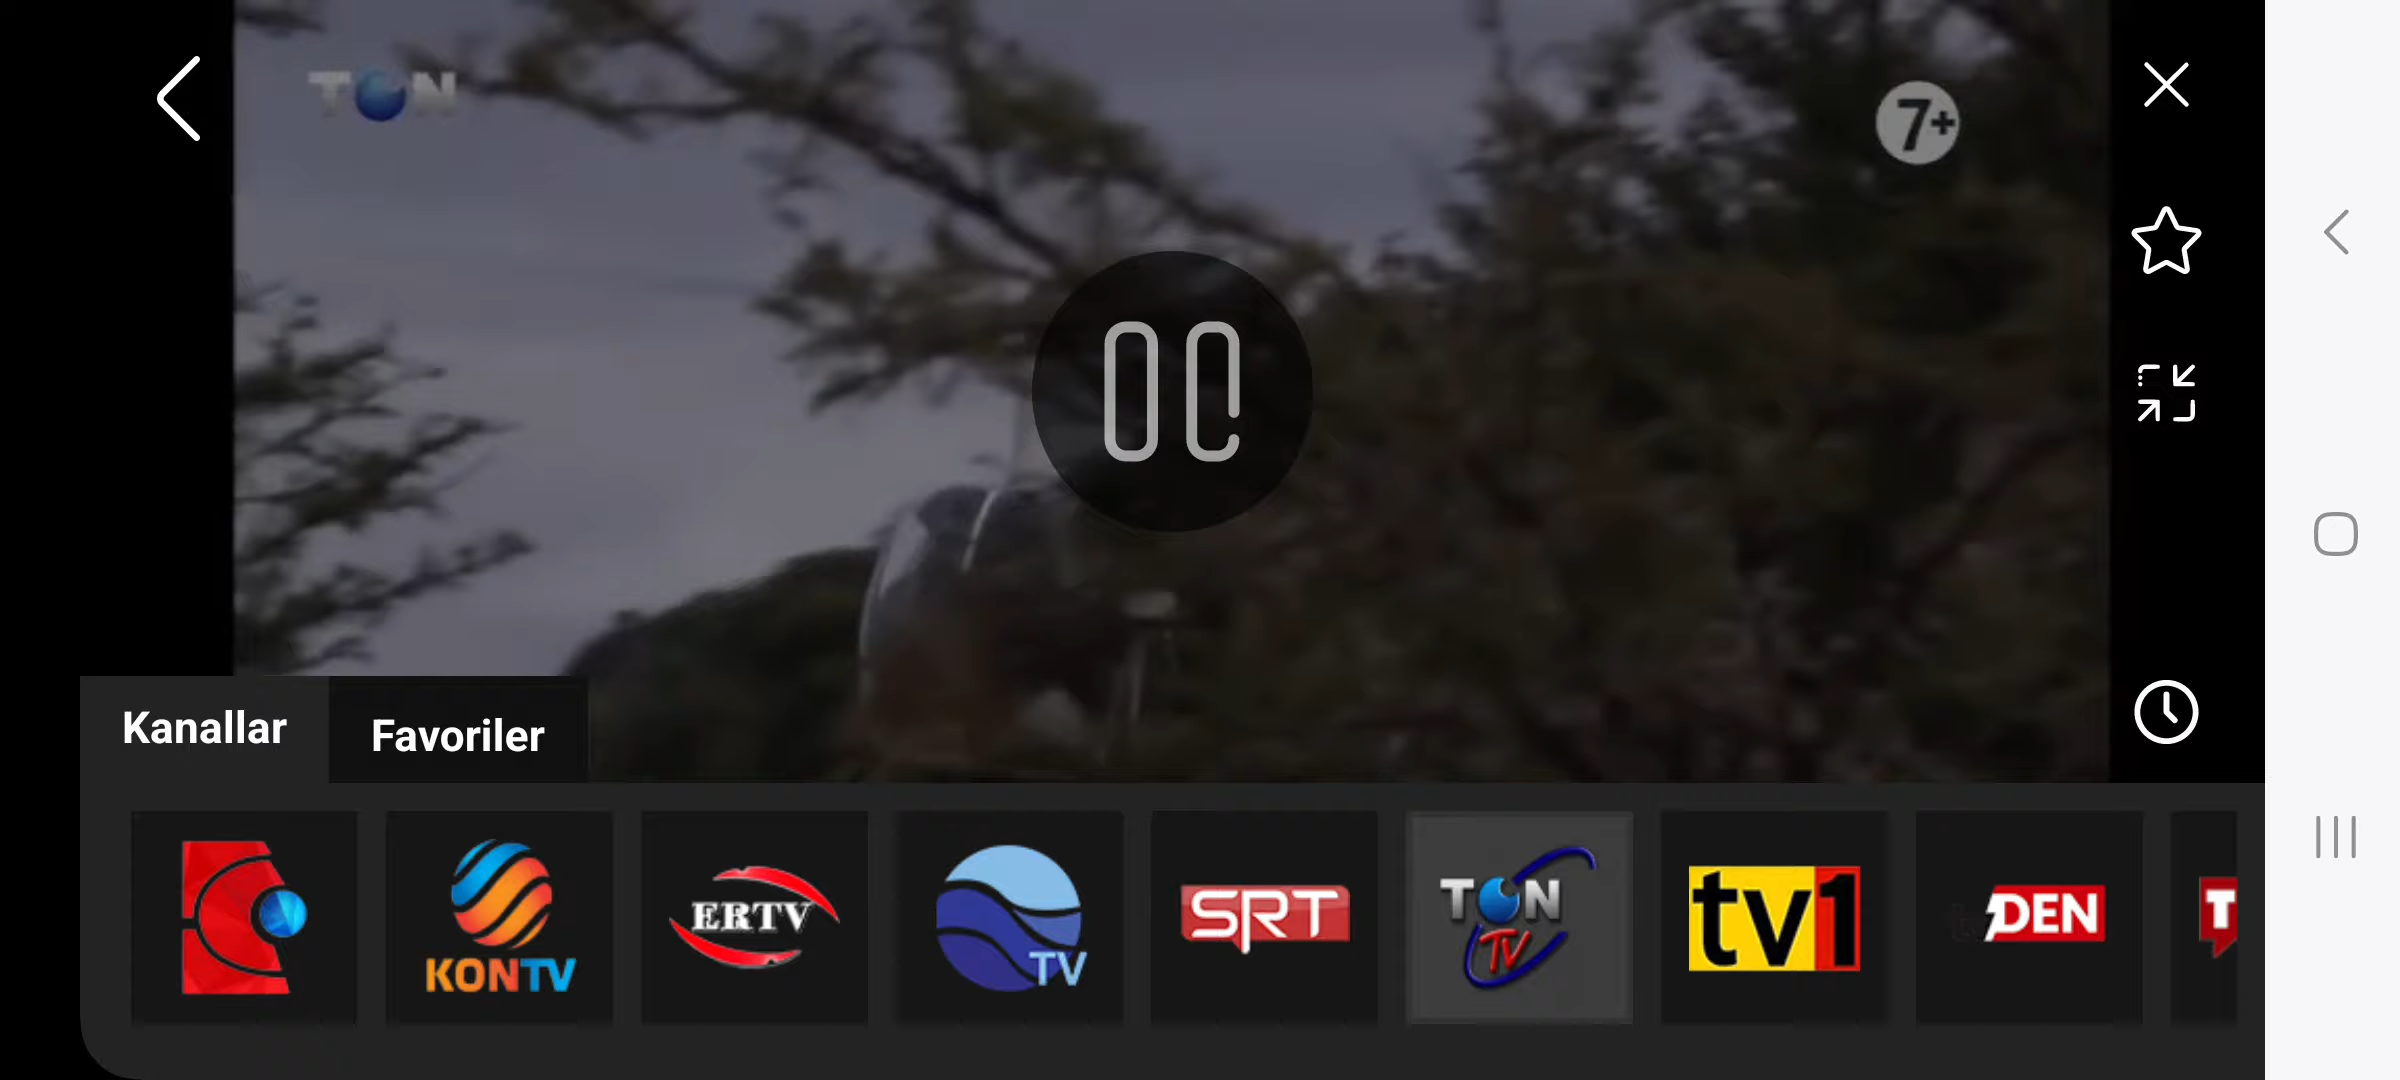 TON
7+
Kanallar
Favoriler
KONTV
ERTV
TV
SRT
TON
TV
tv1
DEN
T